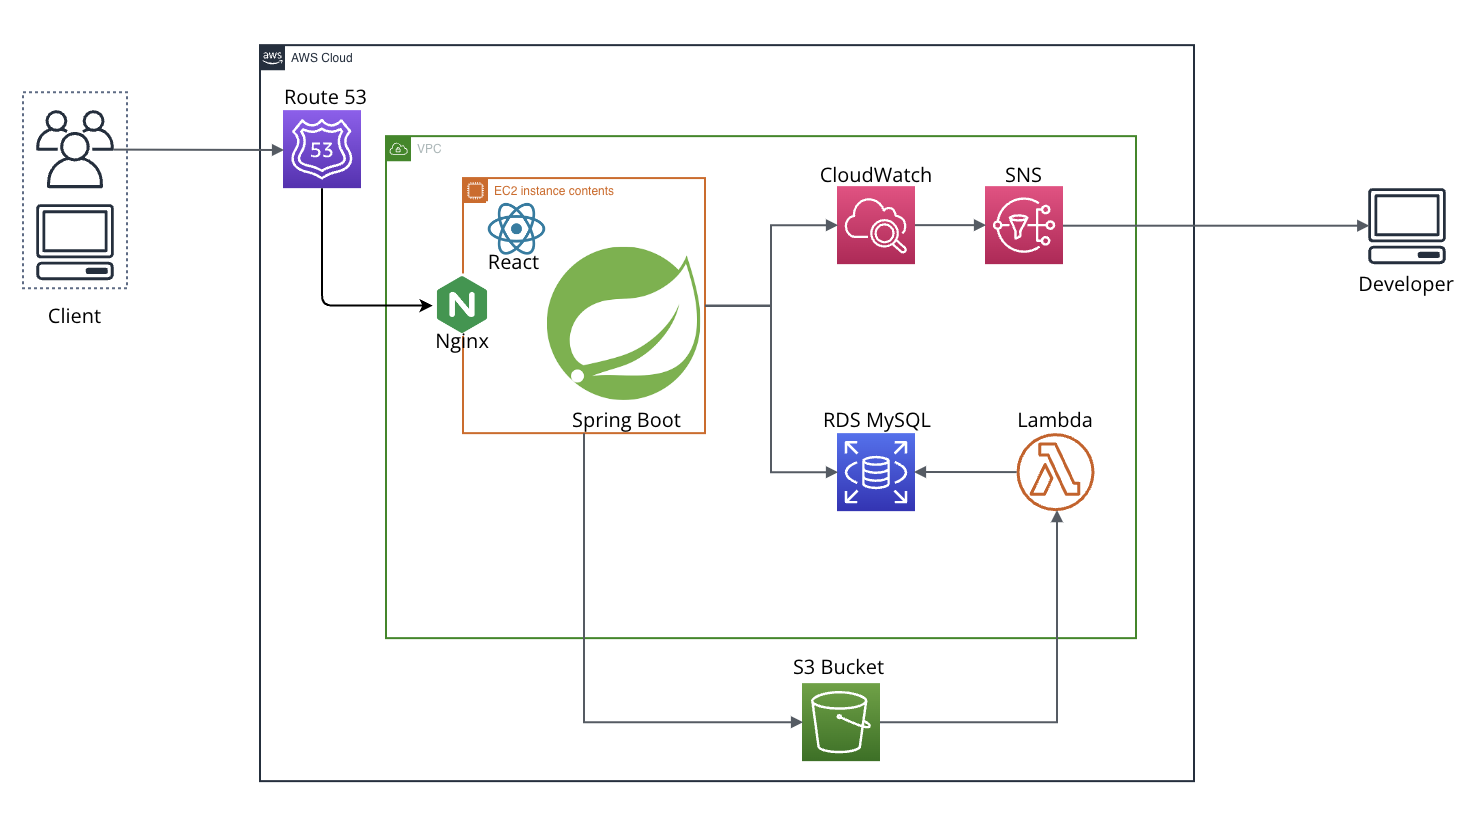 aws
AWS Cloud
Route 53
53
Client
VPC
EC2 instance contents
React
N
Nginx
Spring Boot
CloudWatch
SNS
Developer
RDS MySQL
Lambda
S3 Bucket